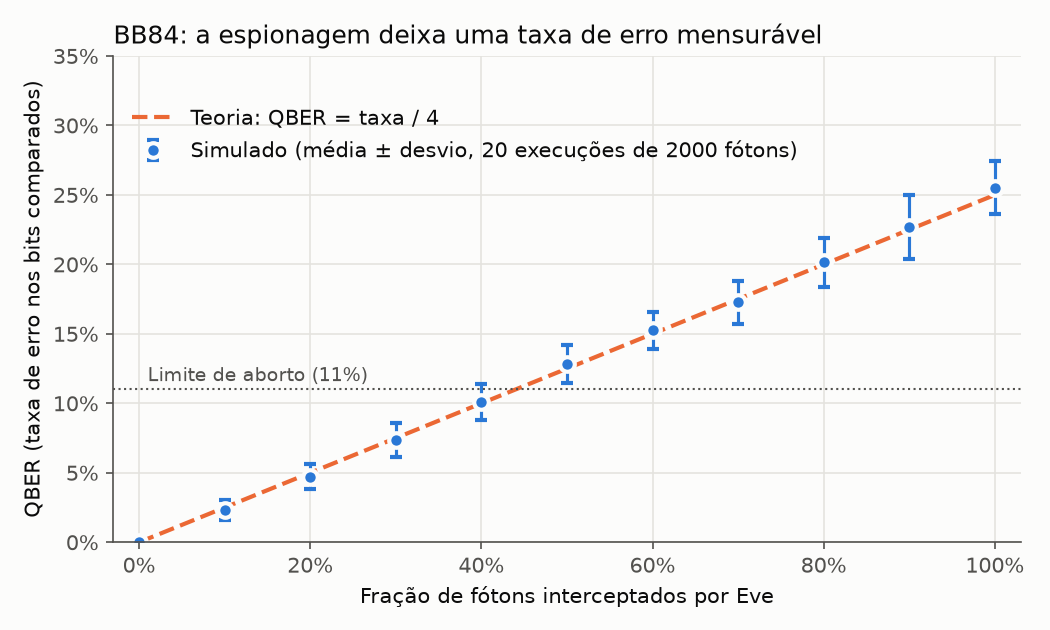 BB84: a espionagem deixa uma taxa de erro mensurável
QBER (taxa de erro nos bits comparados)
35%
30%
25%
20%
15%
10%
5%
0%
Teoria: QBER = taxa / 4
Simulado (média ± desvio, 20 execuções de 2000 fótons)
Limite de aborto (11%)
0%
20%
40%
60%
80%
100%
Fração de fótons interceptados por Eve